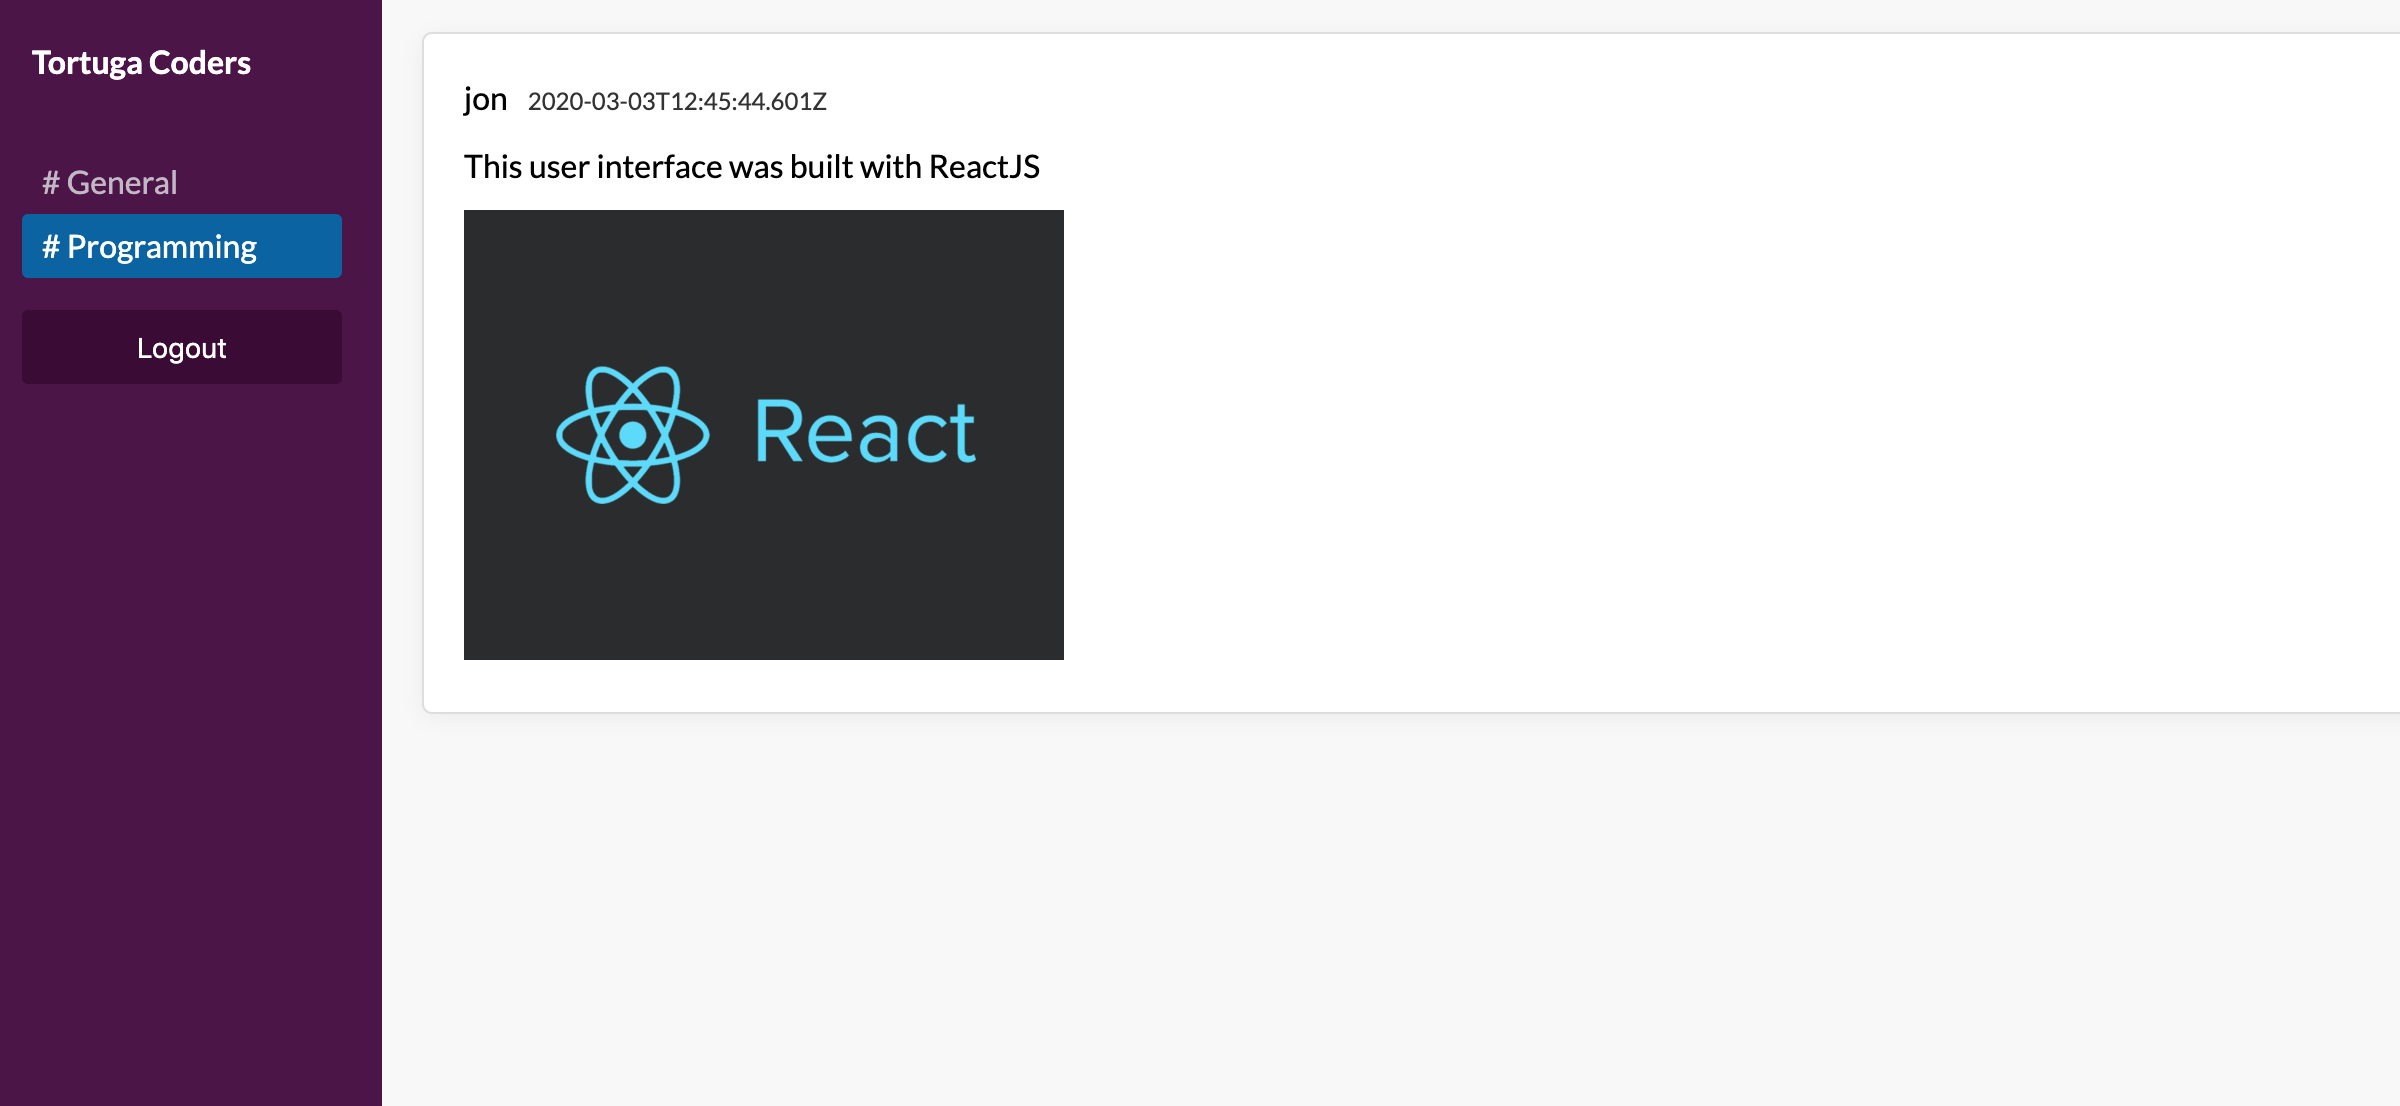 Tortuga Coders
# General
# Programming
Logout
jon 2020-03-03T12:45:44.601Z
This user interface was built with ReactJS
React